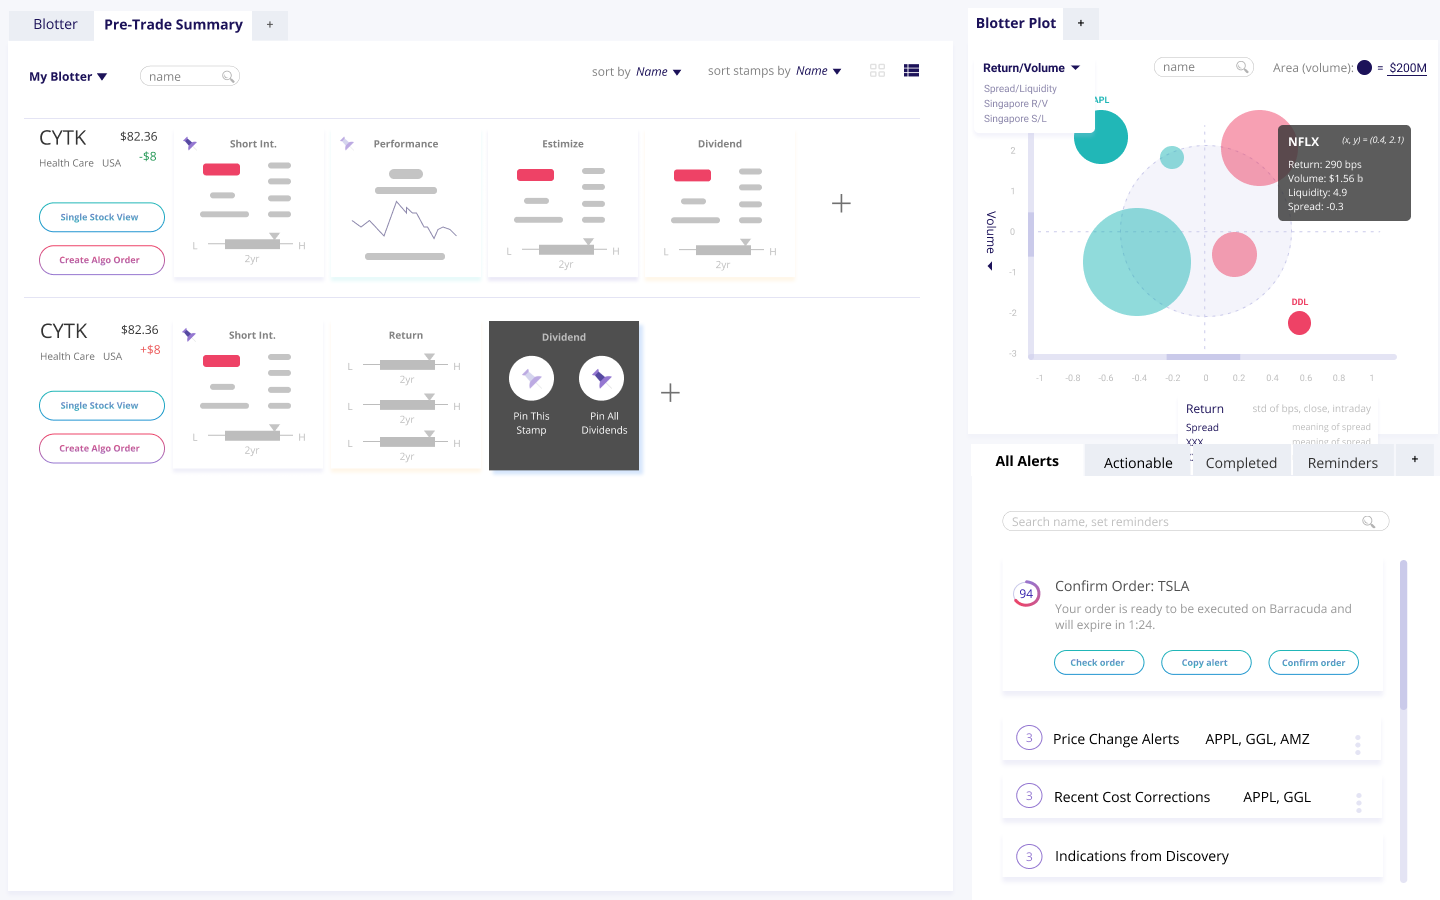 Blotter
Pre-Trade Summary
+
My Blotter
name
sort by Name
sort stamps by Name
CYTK
$82.36
Health Care USA
-$8
Single Stock View
Create Algo Order
Short Int.
L
H
2yr
Performance
Estimize
L
H
2yr
Dividend
L
H
2yr
CYTK
$82.36
Health Care USA
+$8
Single Stock View
Create Algo Order
Short Int.
L
H
2yr
Return
L
H
2yr
L
H
2yr
L
H
2yr
Dividend
Pin This
Stamp
Pin All
Dividends
Blotter Plot
+
Return/Volume
Spread/Liquidity
Singapore R/V
Singapore S/L
name
Area (volume): = $200M
APL
NFLX
(x, y) = (0.4, 2.1)
Return: 290 bps
Volume: $1.56 b
Liquidity: 4.9
Spread: -0.3
Volume
2
1
0
-1
-2
-3
DDL
-1 -0.8 -0.6 -0.4 -0.2 0 0.2 0.4 0.6 0.8 1
Return
std of bps, close, intraday
Spread
meaning of spread
XXX
meaning of spread
All Alerts
Actionable
Completed
Reminders
+
Search name, set reminders
94
Confirm Order: TSLA
Your order is ready to be executed on Barracuda and
will expire in 1:24.
Check order
Copy alert
Confirm order
3
Price Change Alerts
APPL, GGL, AMZ
3
Recent Cost Corrections
APPL, GGL
3
Indications from Discovery